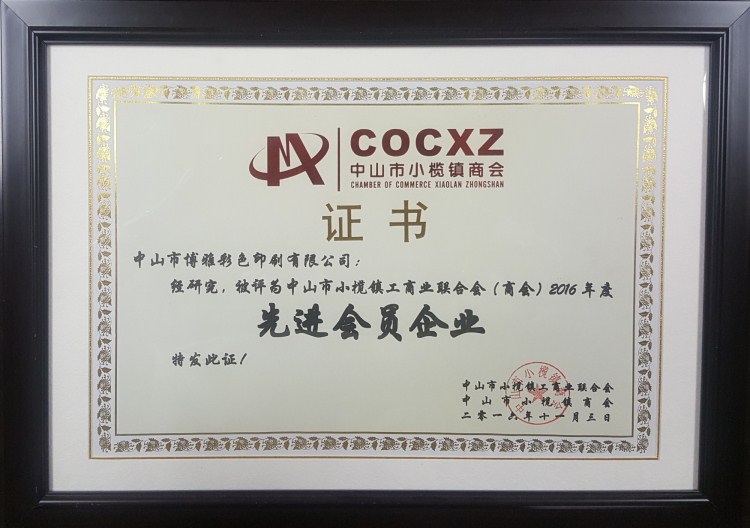 COCXZ
中山市小榄镇商会
CHAMBER OF COMMERCE XIAOLAN ZHONGSHAN
证书
中山市博雅彩色印刷有限公司：
经研究，被评为中山市小榄镇工商业联合会（商会）2016年度
先进会员企业
特发此证！
中山市小榄镇工商业联合会
中山市小榄镇商会
二零一六年十一月三日